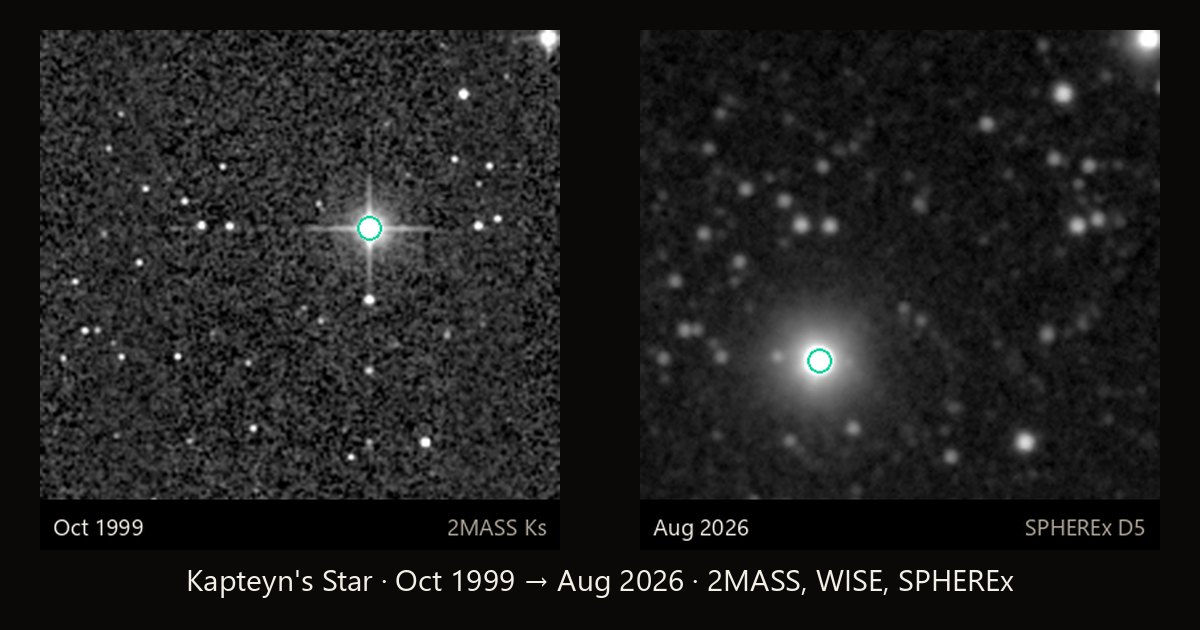 Oct 1999
2MASS Ks
Aug 2026
SPHEREx D5
Kapteyn's Star · Oct 1999 → Aug 2026 · 2MASS, WISE, SPHEREx